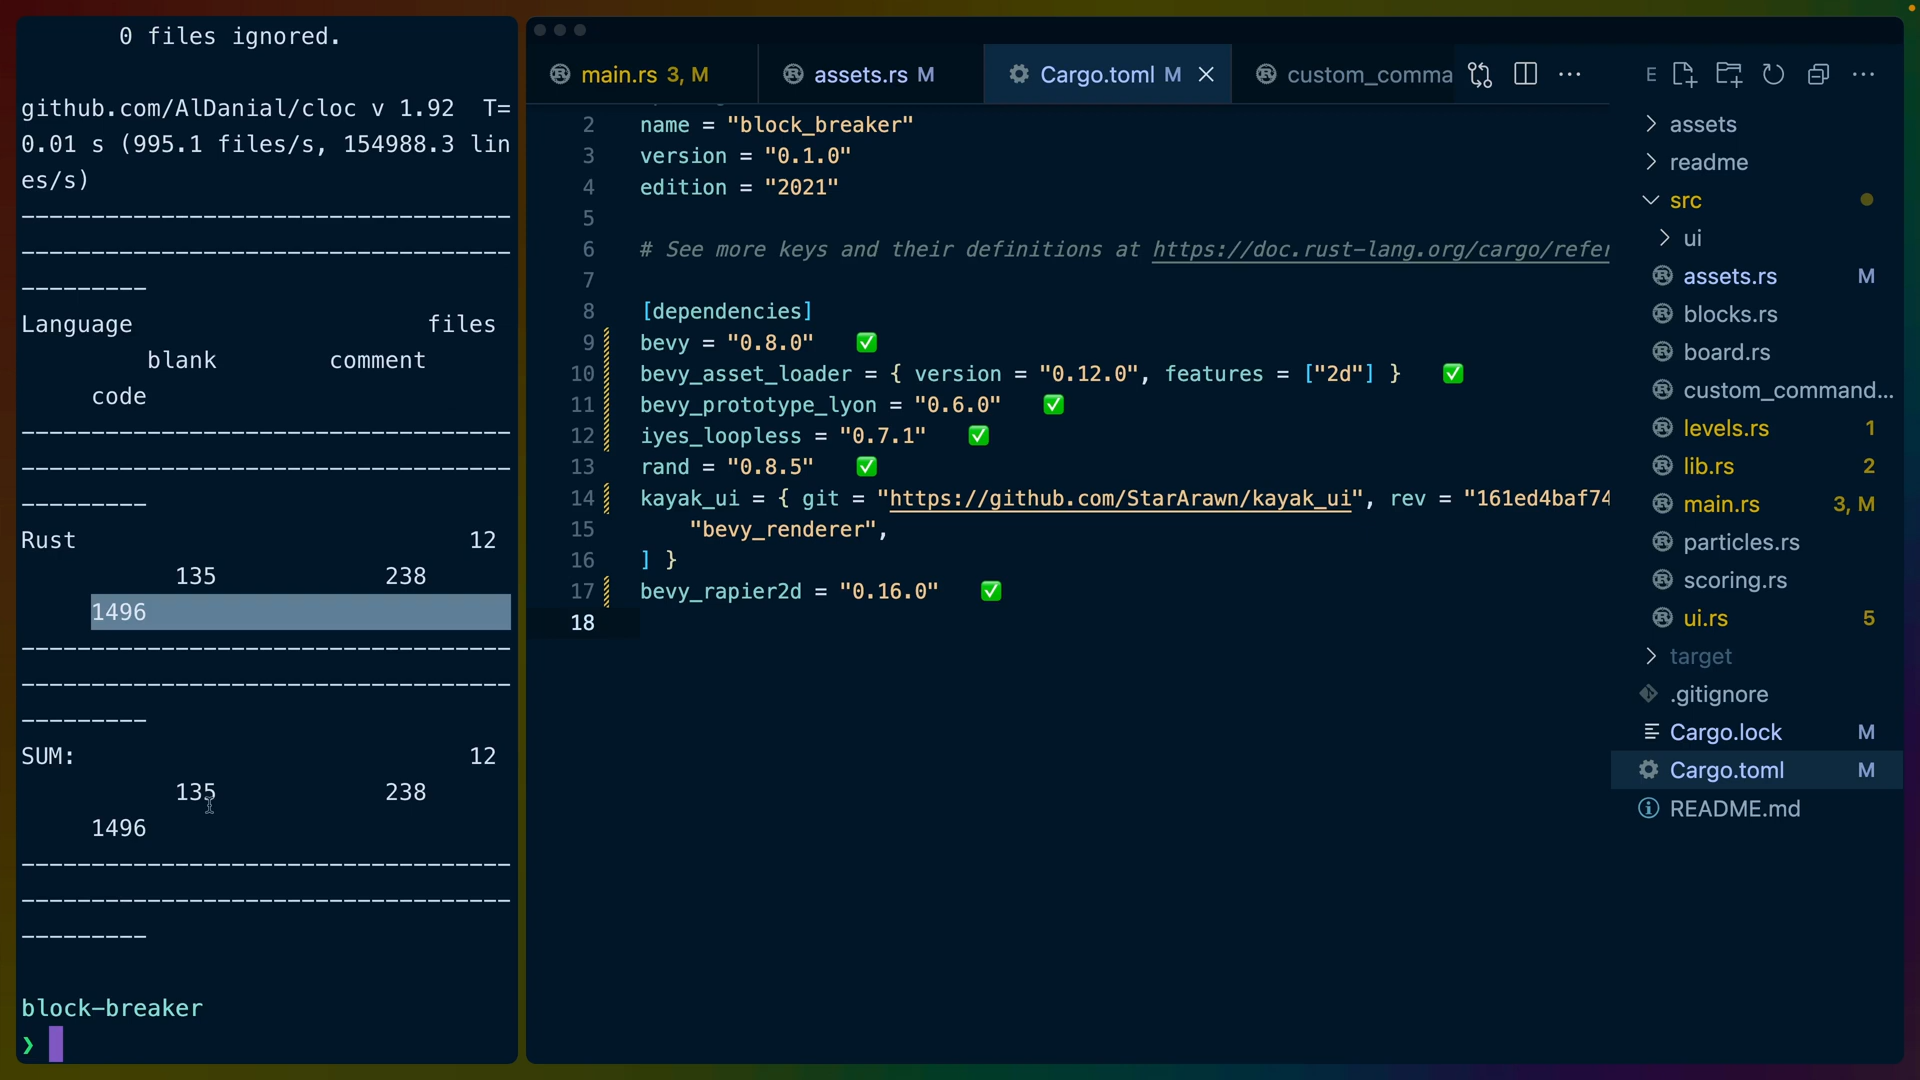 0 files ignored.
github.com/AlDanial/cloc v 1.92  T=
0.01 s (995.1 files/s, 154988.3 lin
es/s)
-----------------------------------
-----------------------------------
---------
Language files
blank comment
code
-----------------------------------
-----------------------------------
---------
Rust 12
135 238
1496
-----------------------------------
-----------------------------------
---------
SUM: 12
135 238
1496
-----------------------------------
-----------------------------------
---------
block-breaker
❯
main.rs 3, M
assets.rs M
Cargo.toml M
custom_comma
2 name = "block_breaker"
3 version = "0.1.0"
4 edition = "2021"
5
6 # See more keys and their definitions at https://doc.rust-lang.org/cargo/refer
7
8 [dependencies]
9 bevy = "0.8.0" ✅
10 bevy_asset_loader = { version = "0.12.0", features = ["2d"] } ✅
11 bevy_prototype_lyon = "0.6.0" ✅
12 iyes_loopless = "0.7.1" ✅
13 rand = "0.8.5" ✅
14 kayak_ui = { git = "https://github.com/StarArawn/kayak_ui", rev = "161ed4baf74
15 "bevy_renderer",
16 ] }
17 bevy_rapier2d = "0.16.0" ✅
18
E
assets
readme
src
ui
assets.rs M
blocks.rs
board.rs
custom_command...
levels.rs 1
lib.rs 2
main.rs 3, M
particles.rs
scoring.rs
ui.rs 5
target
.gitignore
Cargo.lock M
Cargo.toml M
README.md